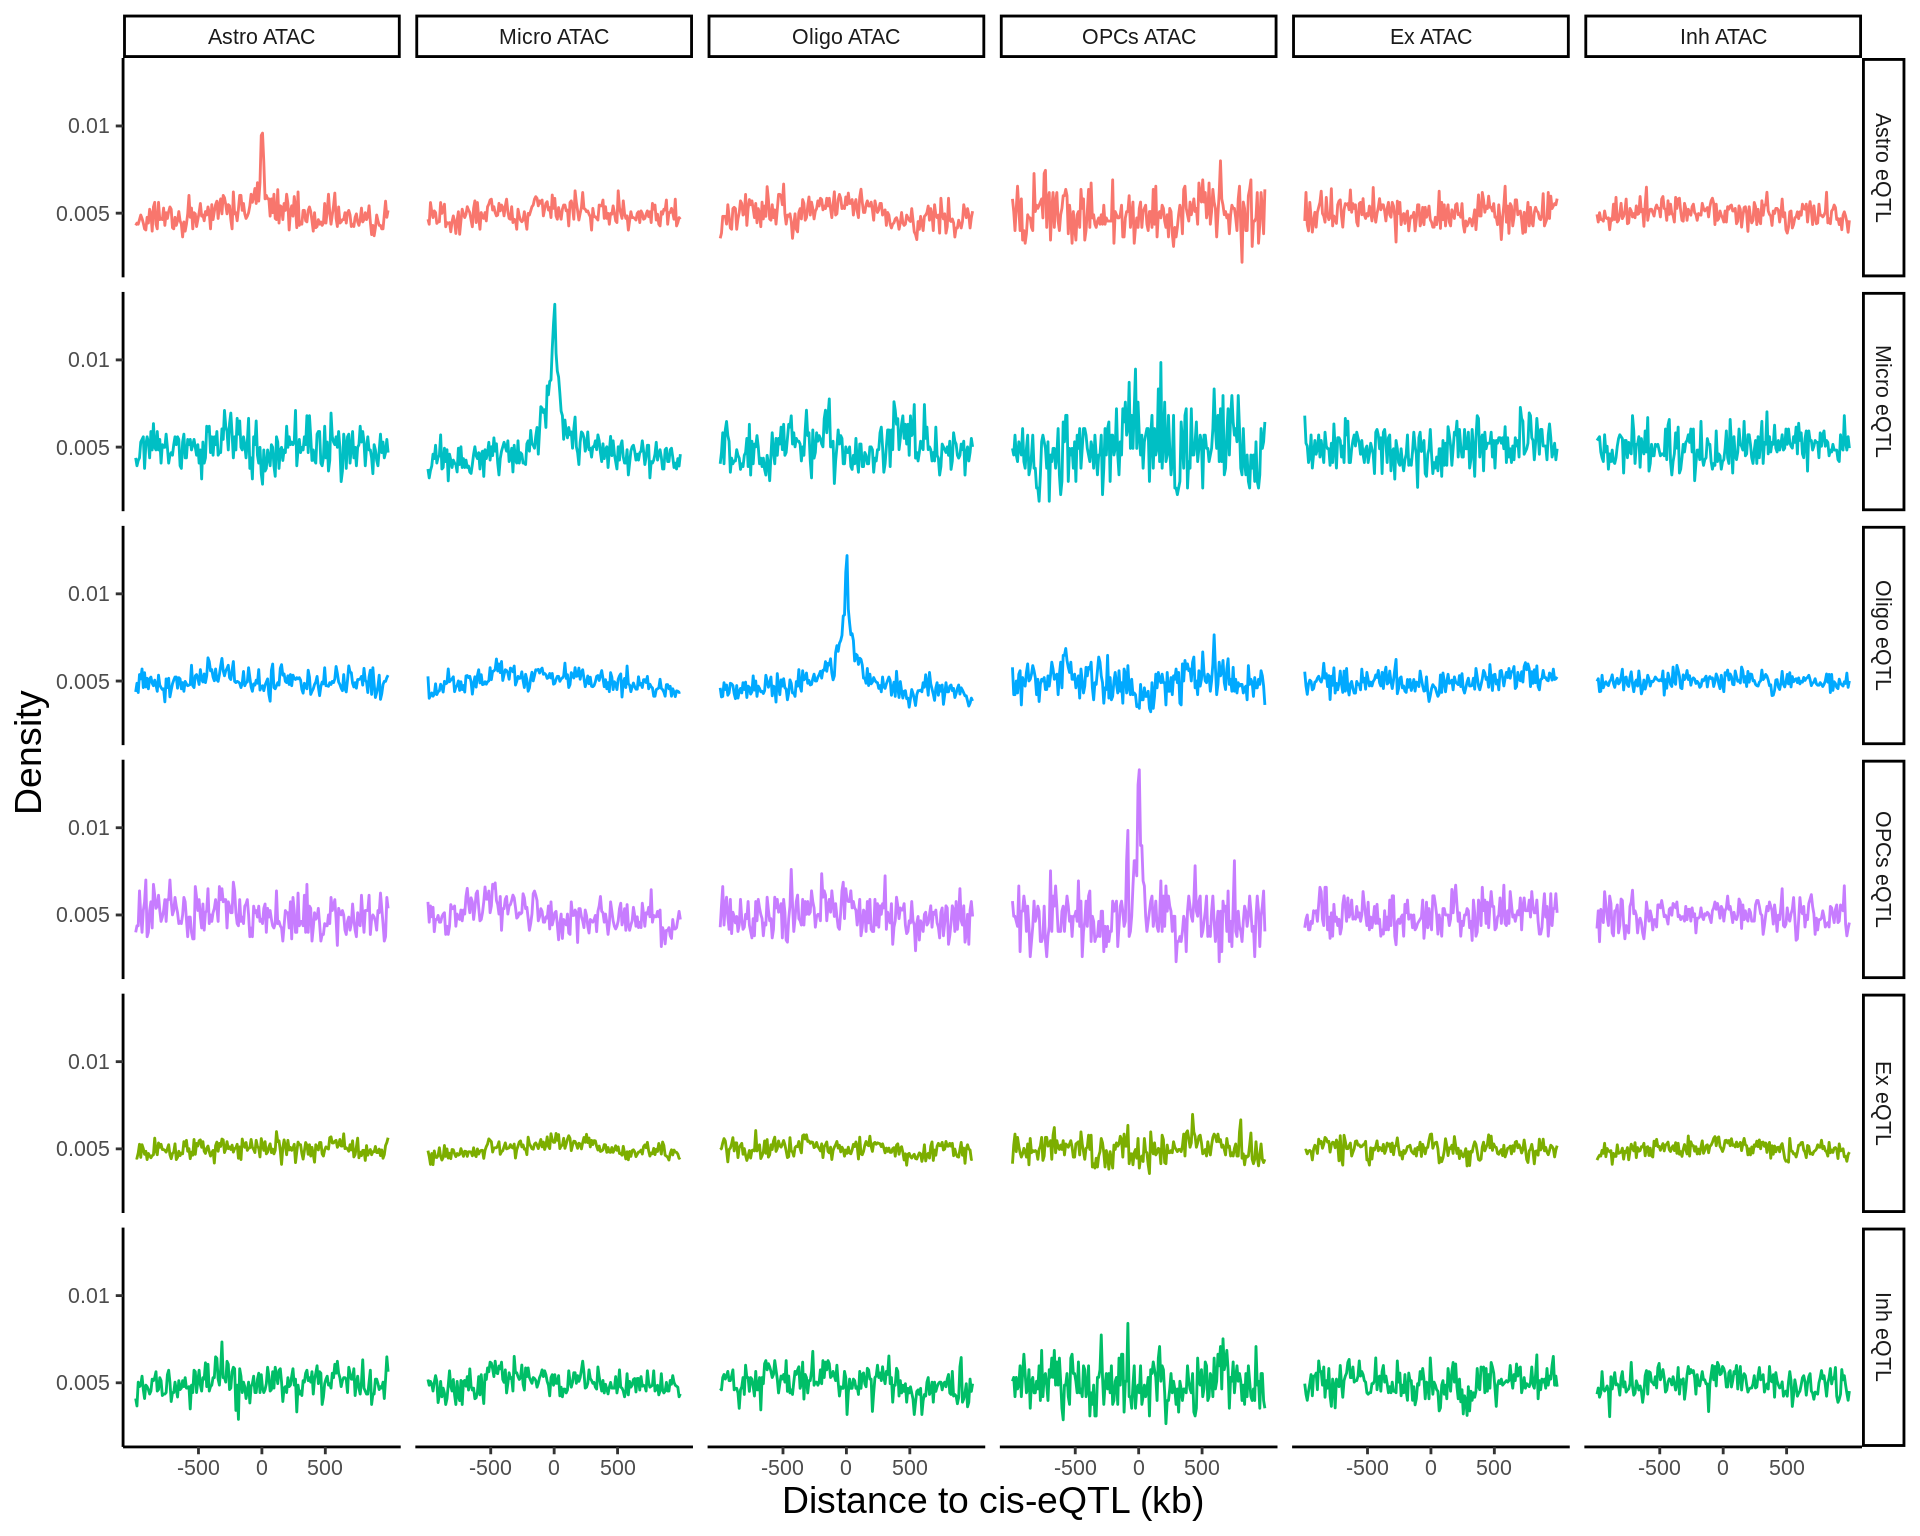 Astro ATAC
Micro ATAC
Oligo ATAC
OPCs ATAC
Ex ATAC
Inh ATAC
0.01
0.005
Astro eQTL
0.01
0.005
Micro eQTL
0.01
0.005
Oligo eQTL
0.01
0.005
OPCs eQTL
0.01
0.005
Ex eQTL
0.01
0.005
Inh eQTL
Density
-500 0 500
-500 0 500
-500 0 500
-500 0 500
-500 0 500
-500 0 500
Distance to cis-eQTL (kb)